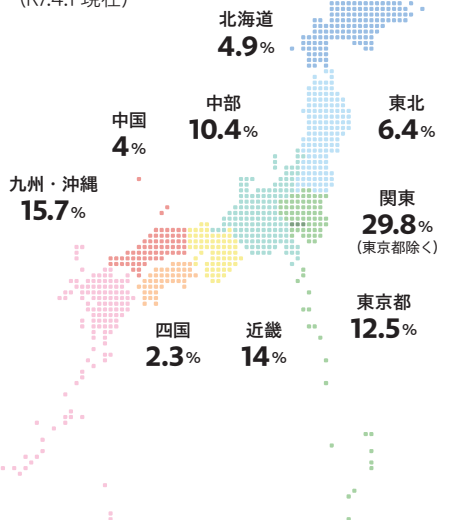 (R7.4.1 現在)
北海道
4.9%
中部
10.4%
東北
6.4%
中国
4%
九州・沖縄
15.7%
関東
29.8%
(東京都除く)
東京都
12.5%
四国
2.3%
近畿
14%